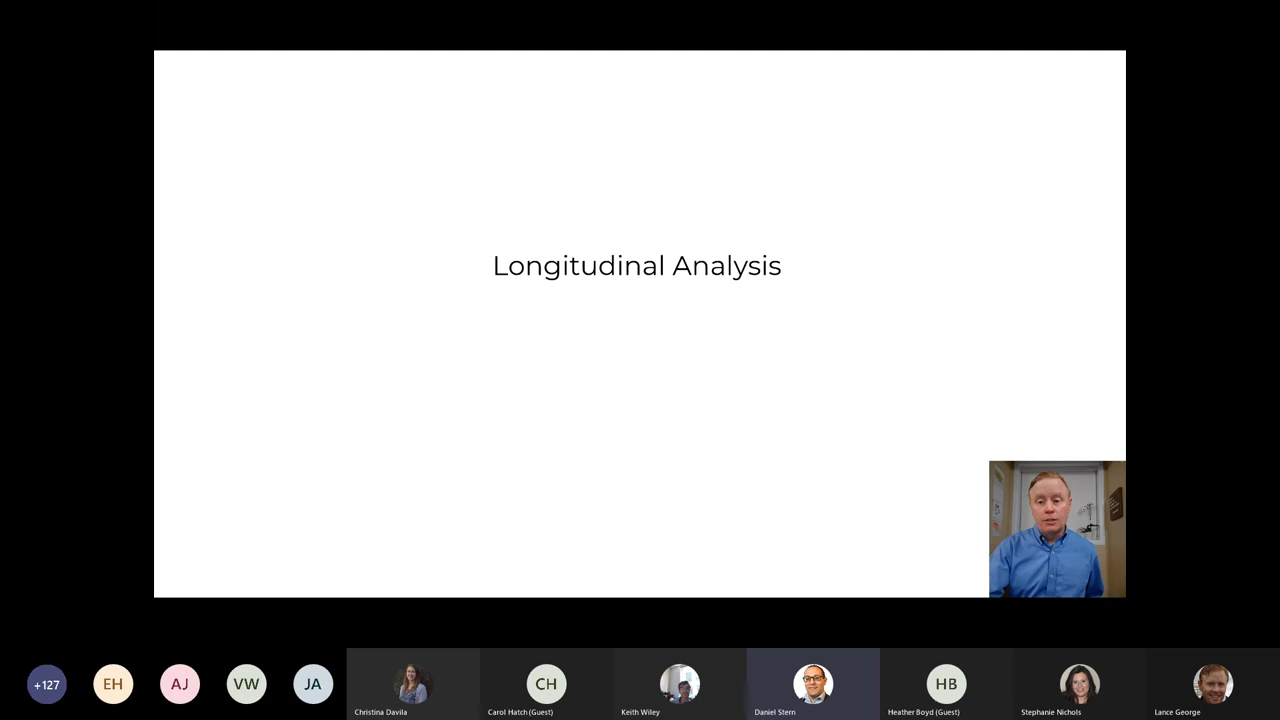 Longitudinal Analysis
+127
EH
AJ
VW
JA
Christina Davila
CH
Carol Hatch (Guest)
Keith Wiley
Daniel Stern
HB
Heather Boyd (Guest)
Stephanie Nichols
Lance George